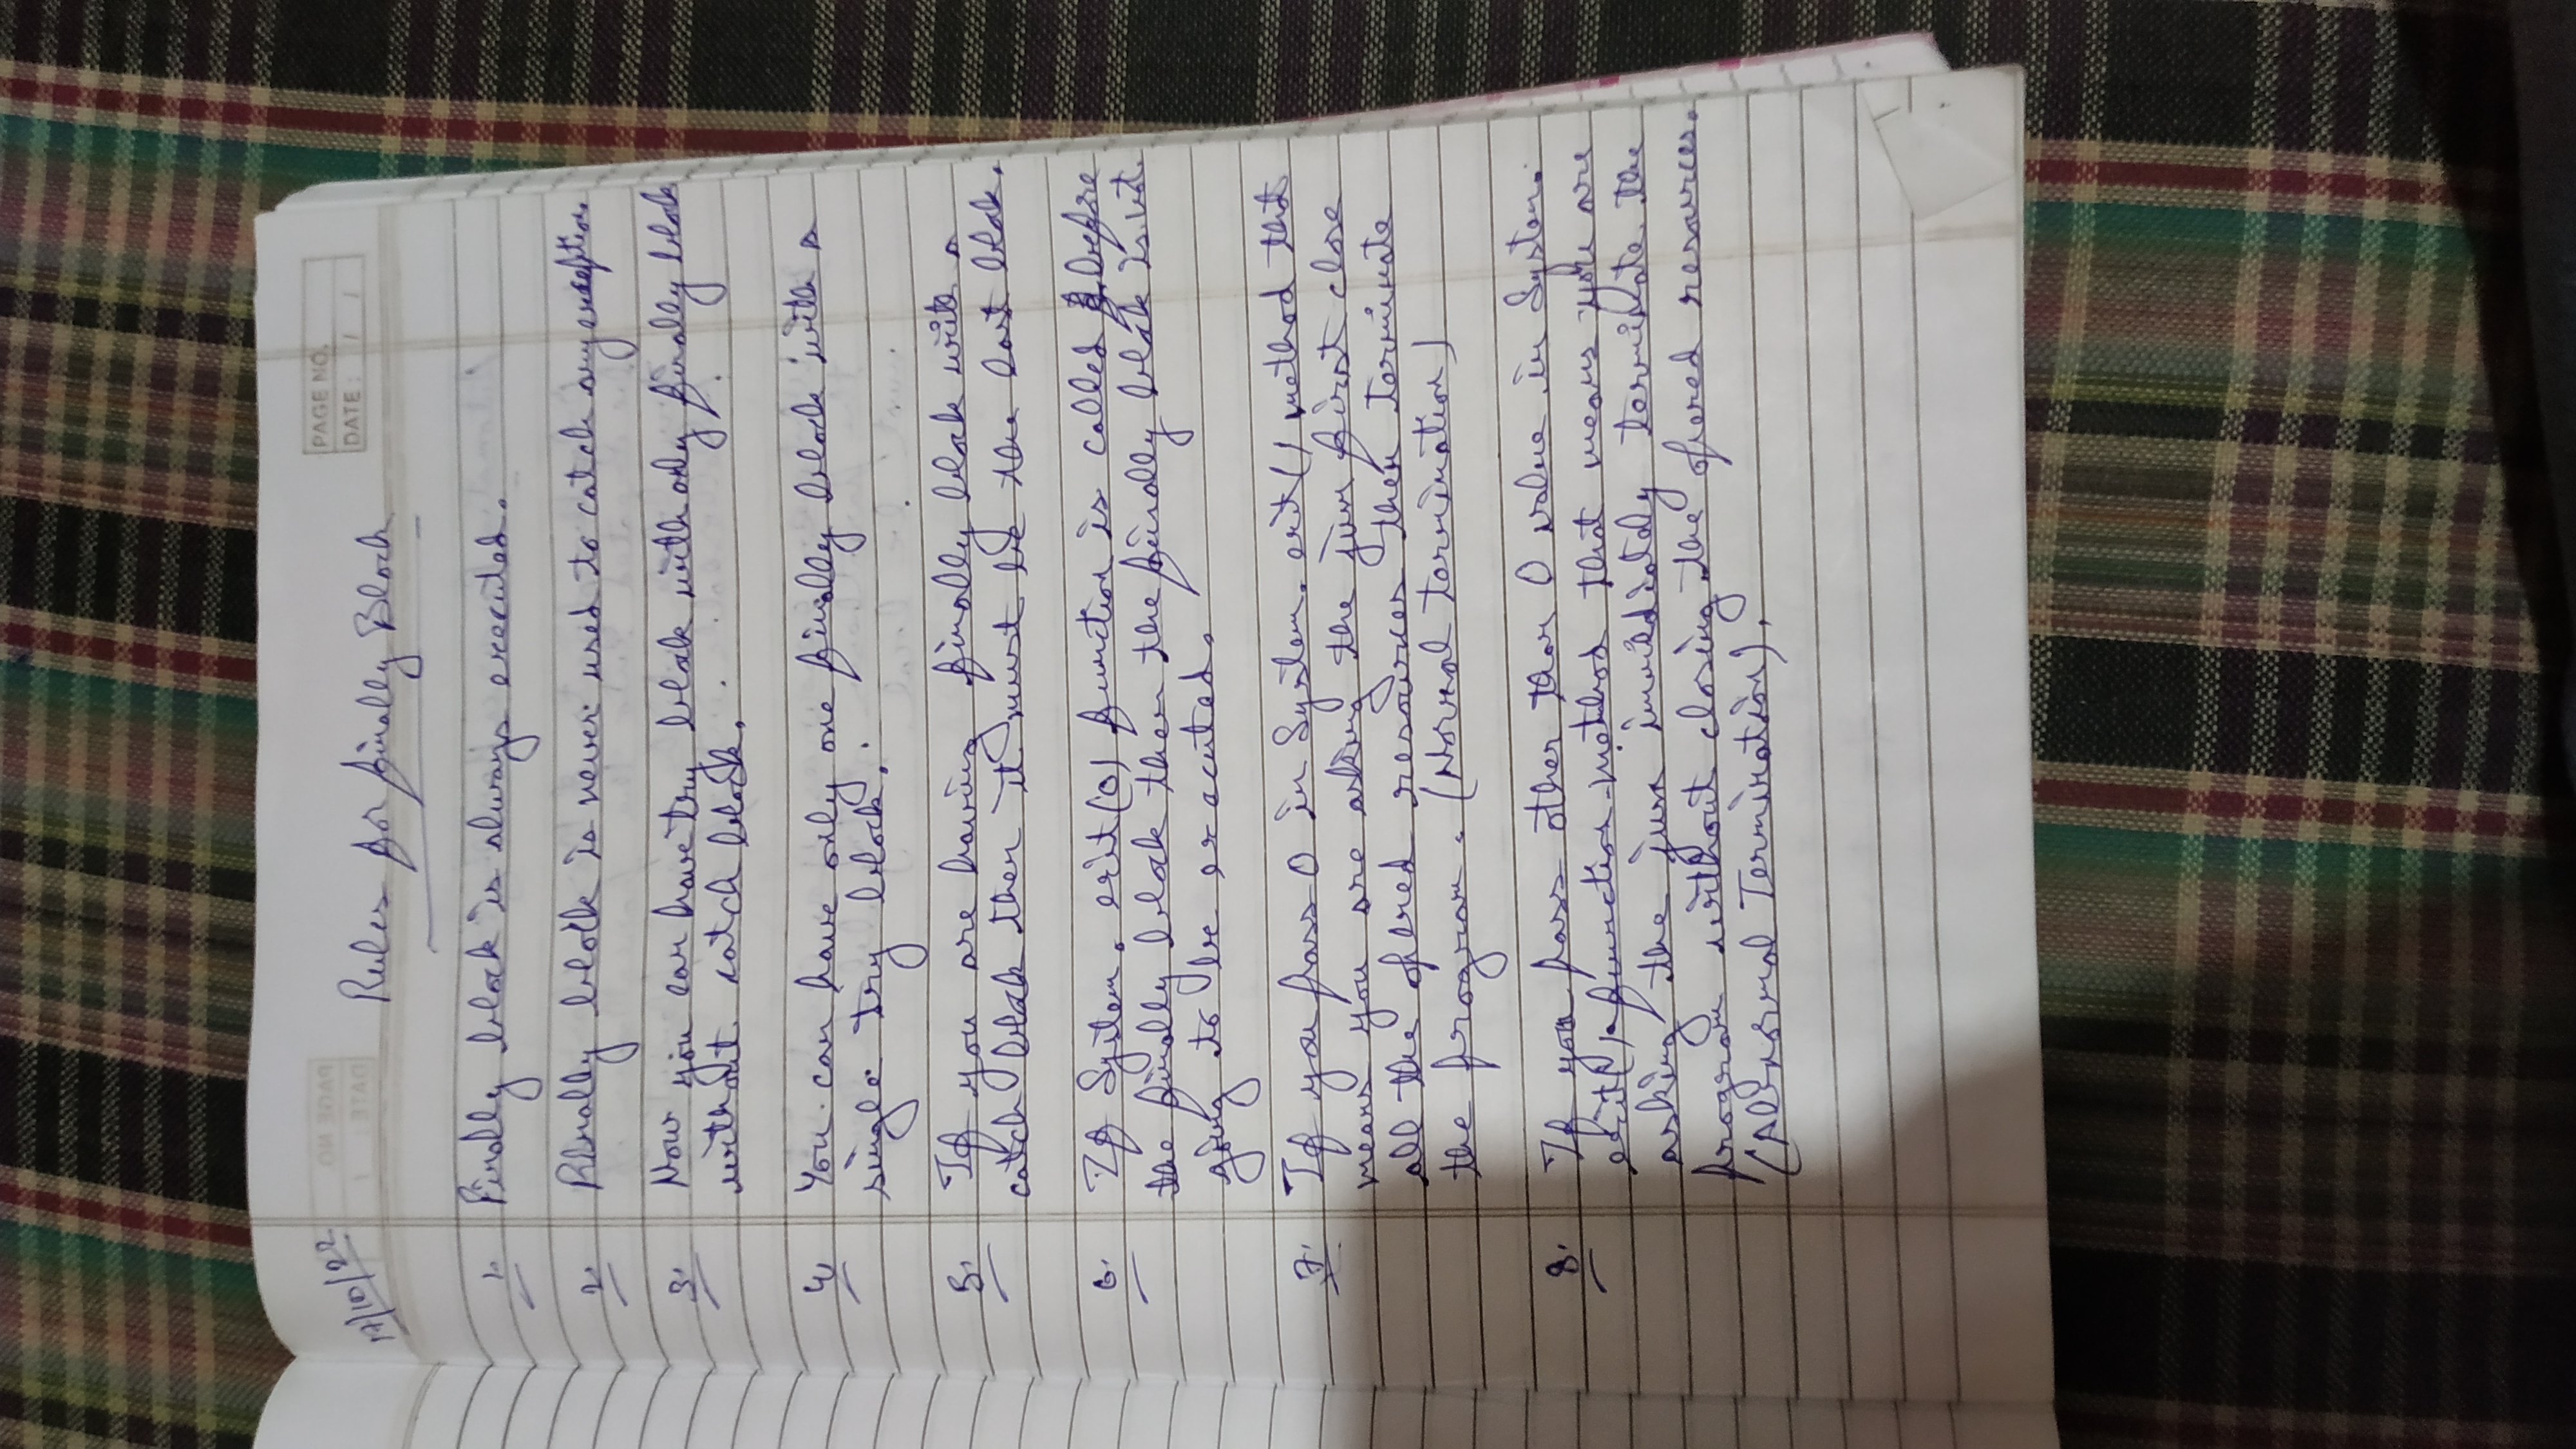 17/10/22
PAGE NO.
DATE: / /
Rules for finally Block
1. Finally block is always executed.
2. Finally block is never used to catch any exception.
3. Now you can have try block with only finally block
without catch block.
4. You can have only one finally block with a
single try block.
5. If you are having finally block with a
catch block then it must be the last block.
6. If System. exit(0) function is called before
the finally block then the finally block is not
going to be executed.
7. If you pass 0 in System. exit() method that
means you are asking the jvm first close
all the opened resources then terminate
the program. (Normal termination)
8. If you pass other than 0 value in System.
exit() function method that means you are
asking the jvm immediately terminate the
program without closing the opened resources.
(Abnormal Termination).